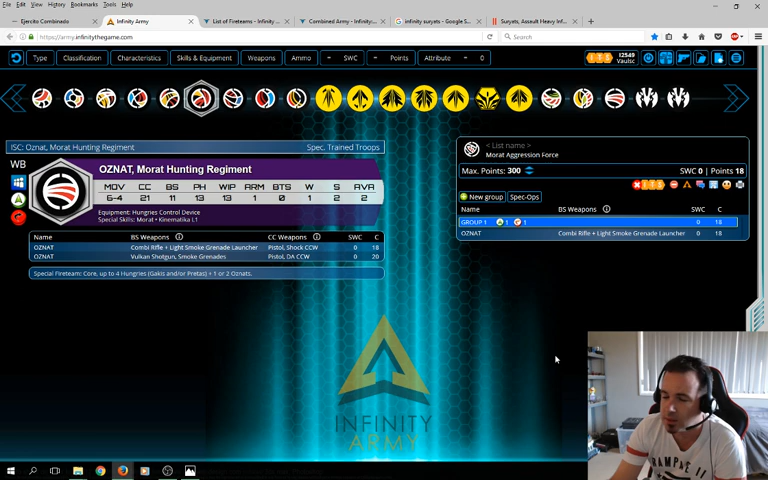 File Edit View History Bookmarks Tools Help
Ejercito Combinado
Infinity Army
List of Fireteams - Infinity ...
Combined Army - Infinity:...
infinity suryats - Google S...
Suryats, Assault Heavy Inf...
https://army.infinitythegame.com
Search
Type Classification Characteristics Skills & Equipment Weapons Ammo - SWC - Points Attribute - 0
ITS
ISC: Oznat, Morat Hunting Regiment Spec. Trained Troops
WB
OZNAT, Morat Hunting Regiment
MOV CC BS PH WIP ARM BTS W S AVA
6-4 21 11 13 13 1 0 1 2 2
Equipment: Hungries Control Device
Special Skills: Morat • Kinematika L1
Name BS Weapons CC Weapons SWC C
OZNAT Combi Rifle + Light Smoke Grenade Launcher Pistol, Shock CCW 0 18
OZNAT Vulkan Shotgun, Smoke Grenades Pistol, DA CCW 0 20
Special Fireteam: Core, up to 4 Hungries (Gakis and/or Pretas) + 1 or 2 Oznats.
< List name >
Morat Aggression Force
Max. Points: 300 SWC 0 | Points 18
ITS
New group Spec-Ops
Name BS Weapons SWC C
GROUP 1 1 1 0 18
OZNAT Combi Rifle + Light Smoke Grenade Launcher 0 18
INFINITY
ARMY